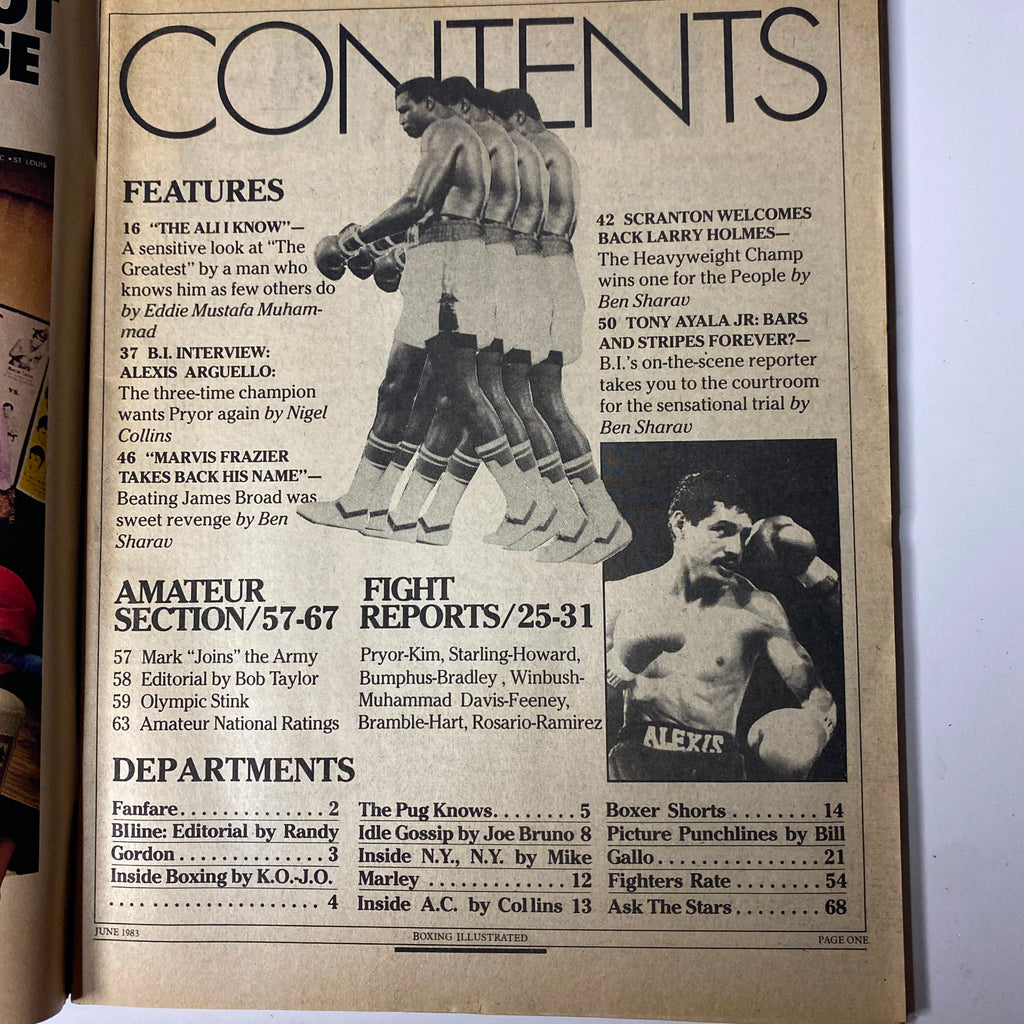 GE
ST LOUIS
CONTENTS
FEATURES
16 “THE ALI I KNOW”—
A sensitive look at “The
Greatest” by a man who
knows him as few others do
by Eddie Mustafa Muham-
mad
37 B.I. INTERVIEW:
ALEXIS ARGUELLO:
The three-time champion
wants Pryor again by Nigel
Collins
46 “MARVIS FRAZIER
TAKES BACK HIS NAME”—
Beating James Broad was
sweet revenge by Ben
Sharav
42 SCRANTON WELCOMES
BACK LARRY HOLMES—
The Heavyweight Champ
wins one for the People by
Ben Sharav
50 TONY AYALA JR: BARS
AND STRIPES FOREVER?—
B.I.’s on-the-scene reporter
takes you to the courtroom
for the sensational trial by
Ben Sharav
ALEXIS
AMATEUR
SECTION/57-67
57 Mark “Joins” the Army
58 Editorial by Bob Taylor
59 Olympic Stink
63 Amateur National Ratings
FIGHT
REPORTS/25-31
Pryor-Kim, Starling-Howard,
Bumphus-Bradley , Winbush-
Muhammad Davis-Feeney,
Bramble-Hart, Rosario-Ramirez
DEPARTMENTS
Fanfare . . . . . . . . . . . . . 2
BIline: Editorial by Randy
Gordon . . . . . . . . . . . . . 3
Inside Boxing by K.O.-J.O.
. . . . . . . . . . . . . . . . . . 4
The Pug Knows. . . . . . . . 5
Idle Gossip by Joe Bruno 8
Inside N.Y., N.Y. by Mike
Marley . . . . . . . . . . . . 12
Inside A.C. by Collins 13
Boxer Shorts . . . . . . . . 14
Picture Punchlines by Bill
Gallo . . . . . . . . . . . . . . 21
Fighters Rate . . . . . . . . 54
Ask The Stars . . . . . . . . 68
JUNE 1983
BOXING ILLUSTRATED
PAGE ONE